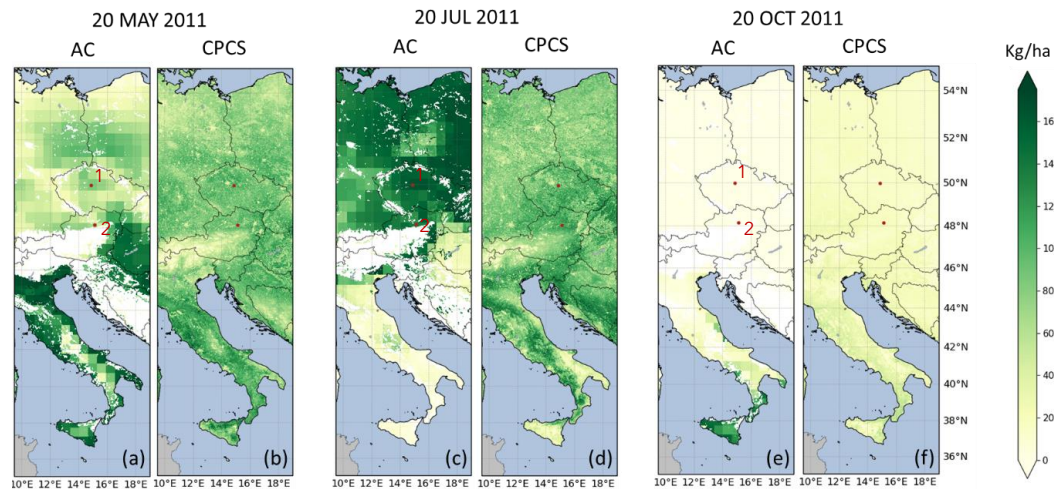 20 MAY 2011
20 JUL 2011
20 OCT 2011
AC
CPCS
AC
CPCS
AC
CPCS
Kg/ha
1
2
1
2
1
2
(a)
(b)
(c)
(d)
(e)
(f)
54°N
52°N
50°N
48°N
46°N
44°N
42°N
40°N
38°N
36°N
16
14
12
10
80
60
40
20
0
10°E 12°E 14°E 16°E 18°E
10°E 12°E 14°E 16°E 18°E
10°E 12°E 14°E 16°E 18°E
10°E 12°E 14°E 16°E 18°E
10°E 12°E 14°E 16°E 18°E
10°E 12°E 14°E 16°E 18°E